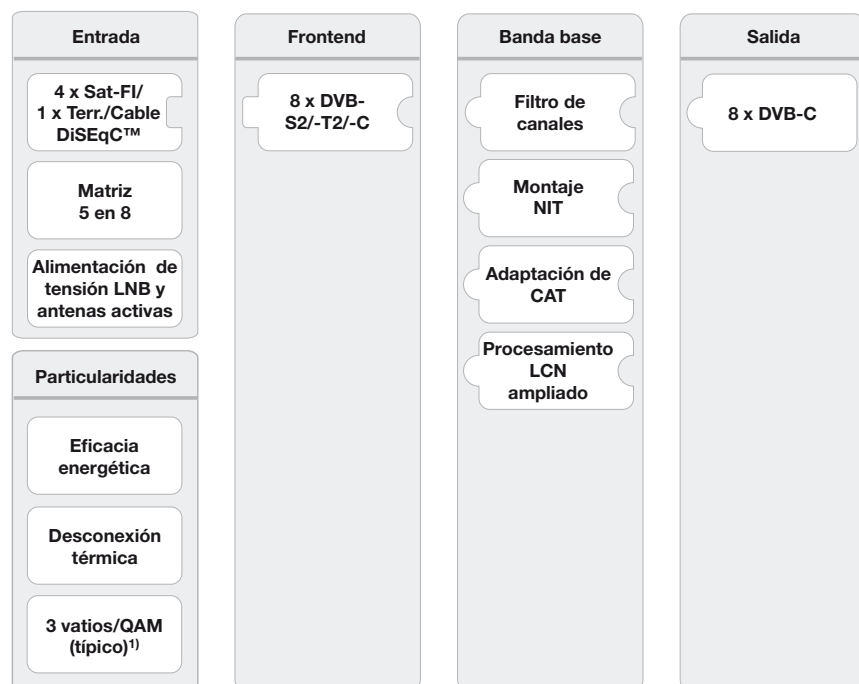 Entrada
4 x Sat-FI/
1 x Terr./Cable
DiSEqC™
Matriz
5 en 8
Alimentación de
tensión LNB y
antenas activas
Particularidades
Eficacia
energética
Desconexión
térmica
3 vatios/QAM
(típico)1)
Frontend
8 x DVB-
S2/-T2/-C
Banda base
Filtro de
canales
Montaje
NIT
Adaptación de
CAT
Procesamiento
LCN
ampliado
Salida
8 x DVB-C